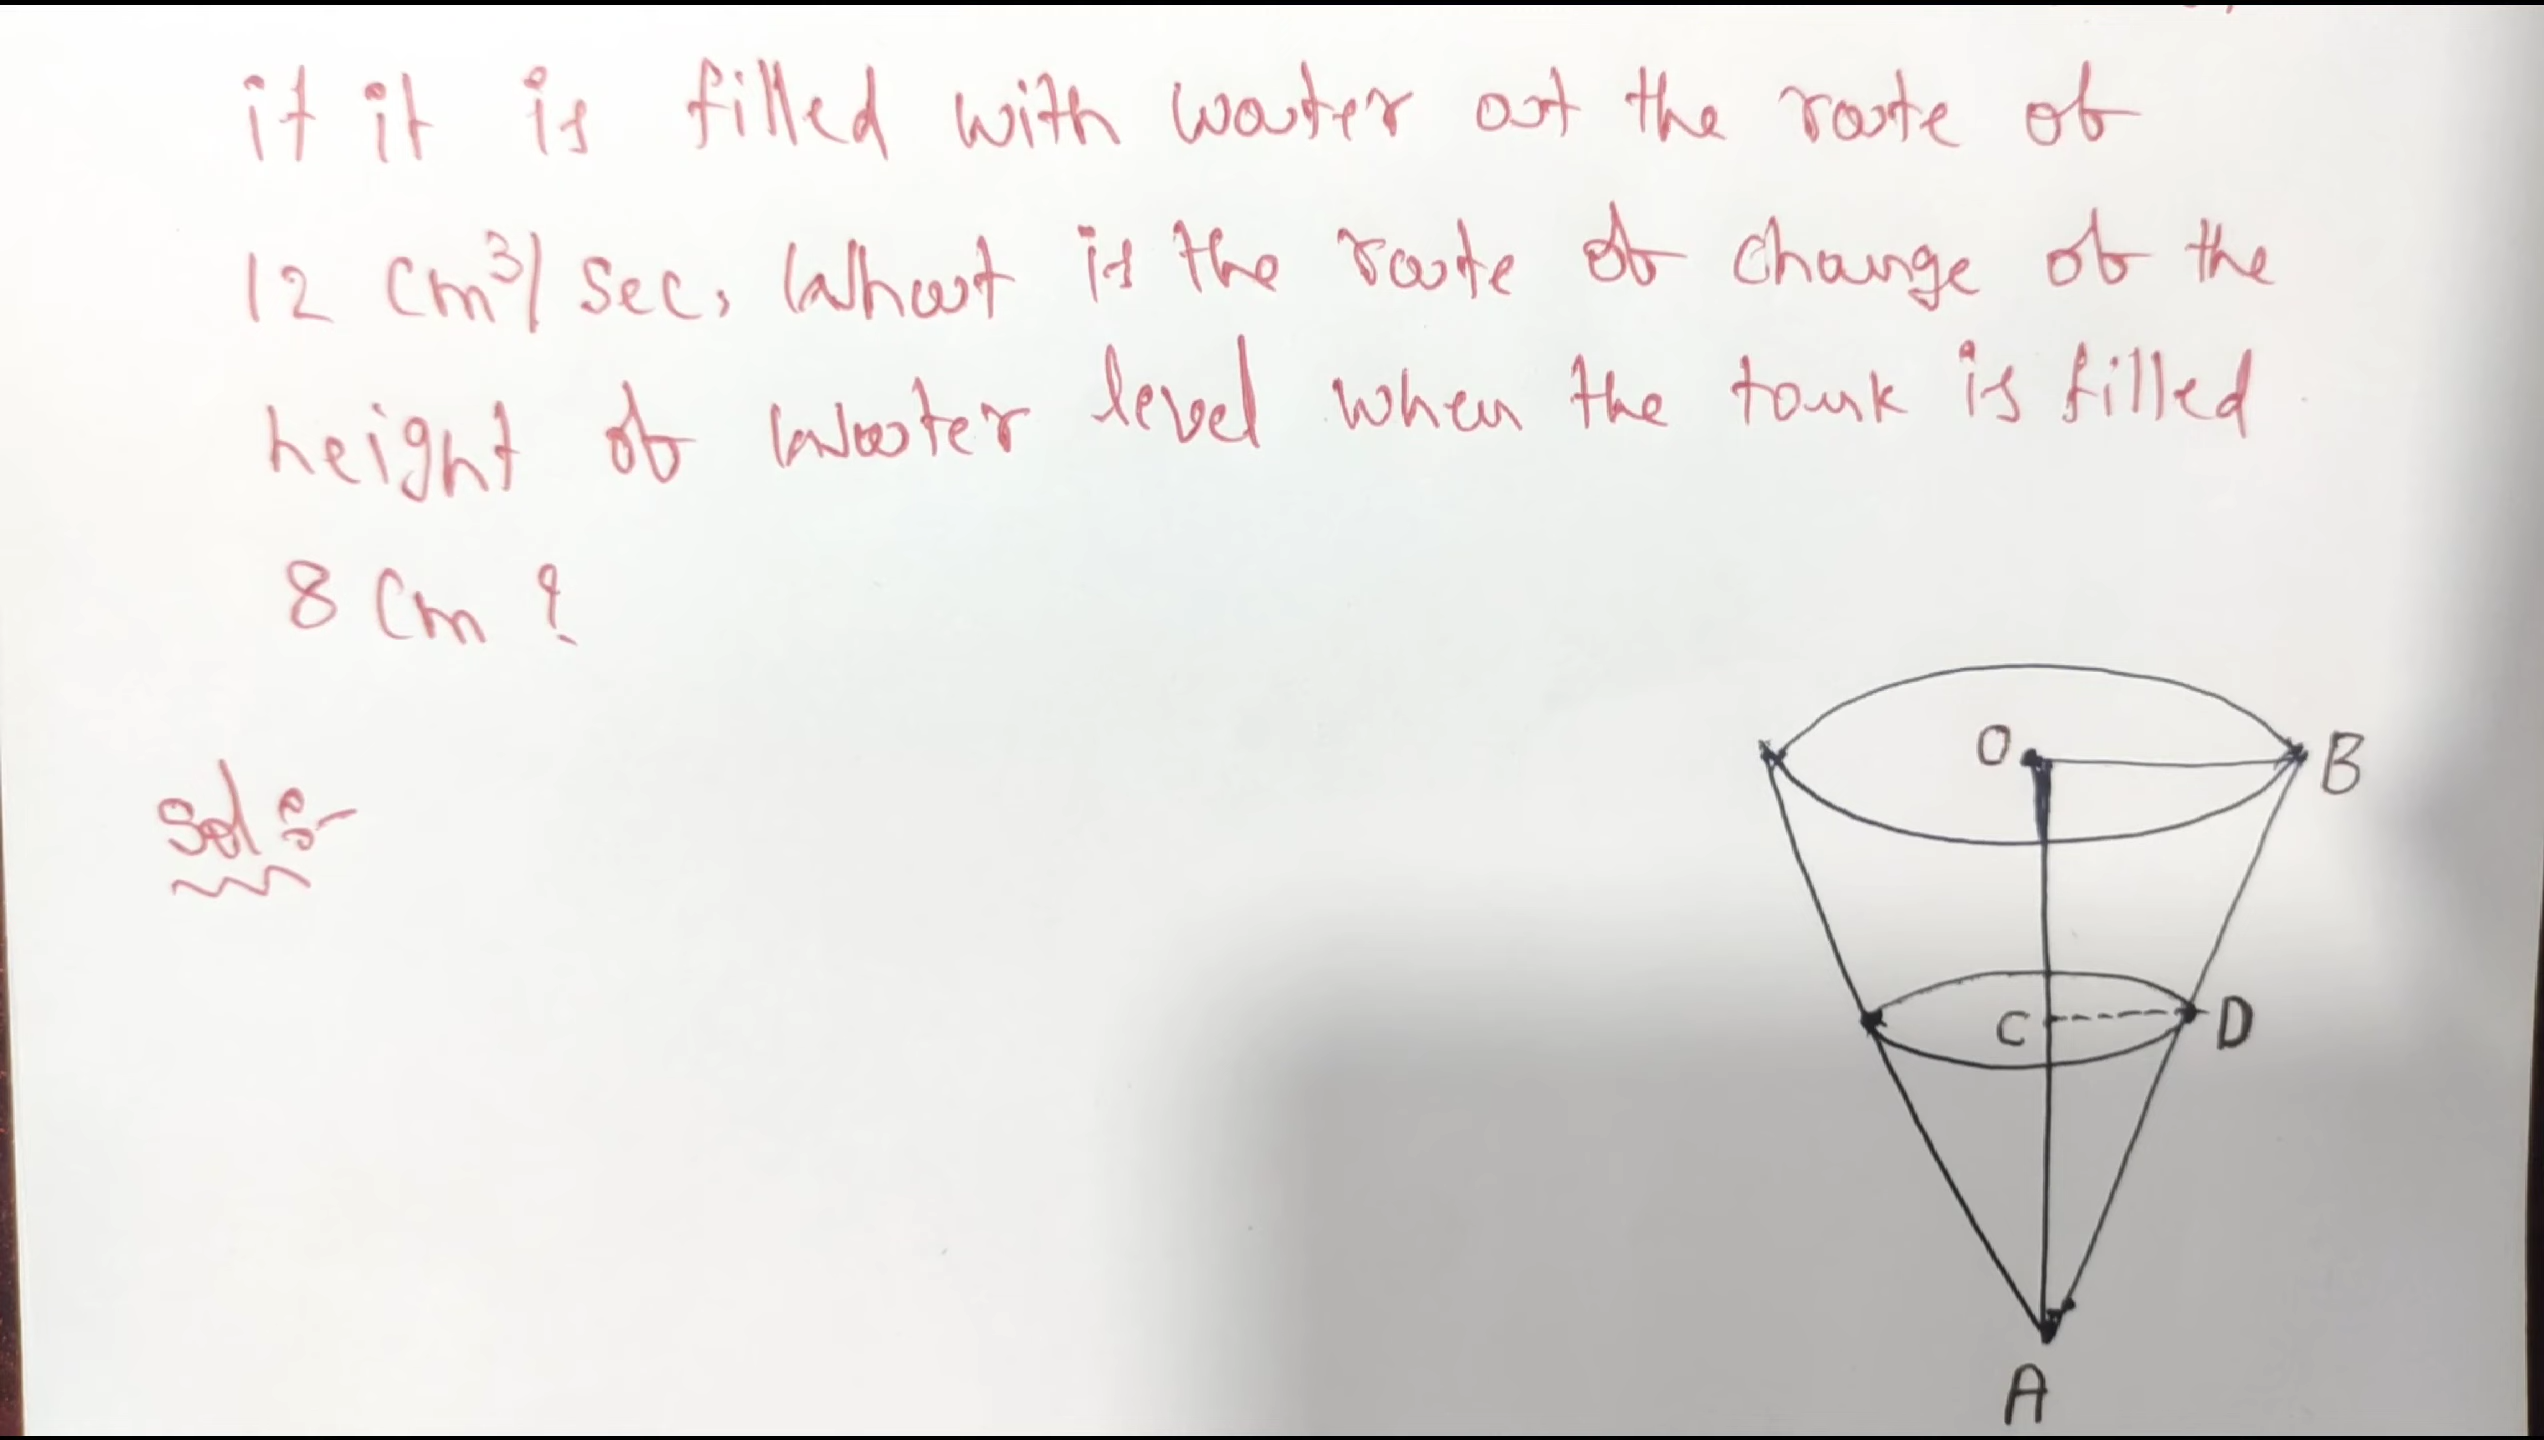 if it is filled with water at the rate of
12 cm³/sec, What is the rate of change of the
height of water level when the tank is filled
8 cm ?
Sol :-
O
B
C
D
A